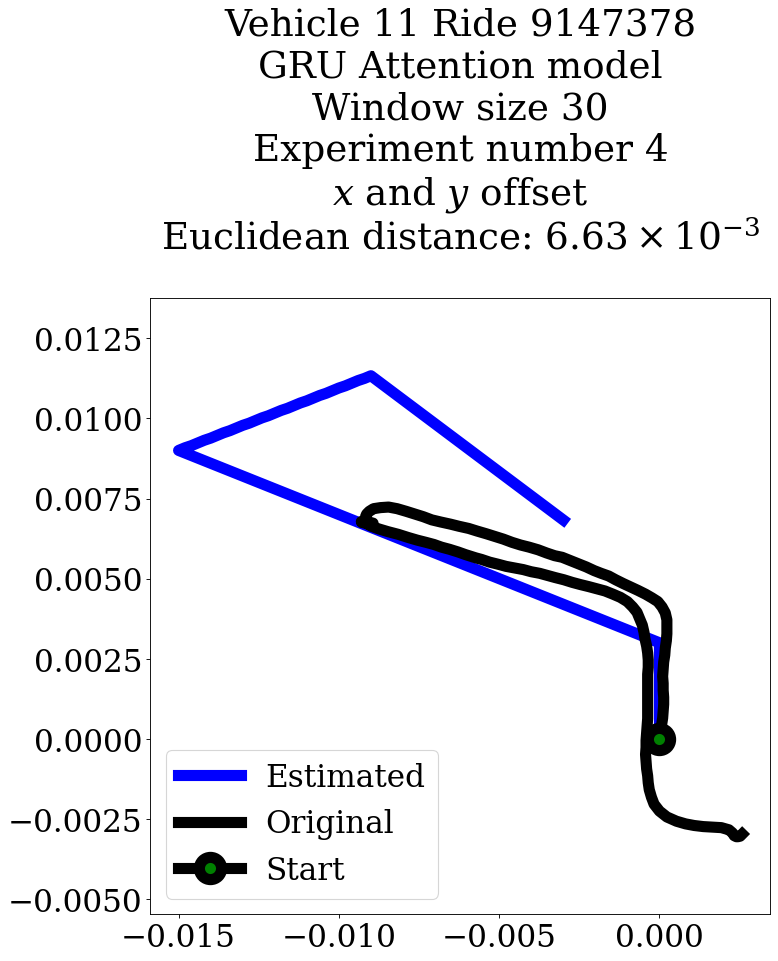 Vehicle 11 Ride 9147378
GRU Attention model
Window size 30
Experiment number 4
x and y offset
Euclidean distance: 6.63 × 10⁻³
0.0125
0.0100
0.0075
0.0050
0.0025
0.0000
−0.0025
−0.0050
Estimated
Original
Start
−0.015 −0.010 −0.005 0.000